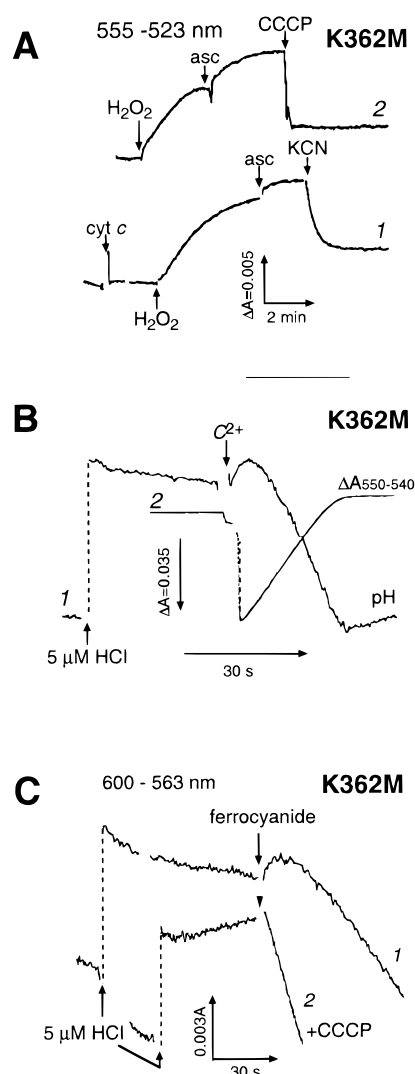 A
555 -523 nm
K362M
CCCP
asc
H2O2
2
asc
KCN
cyt c
1
H2O2
ΔA=0.005
2 min
B
K362M
C2+
2
ΔA550-540
ΔA=0.035
1
pH
5 μM HCl
30 s
C
600 - 563 nm
K362M
ferrocyanide
1
2
+CCCP
5 μM HCl
0.003A
30 s